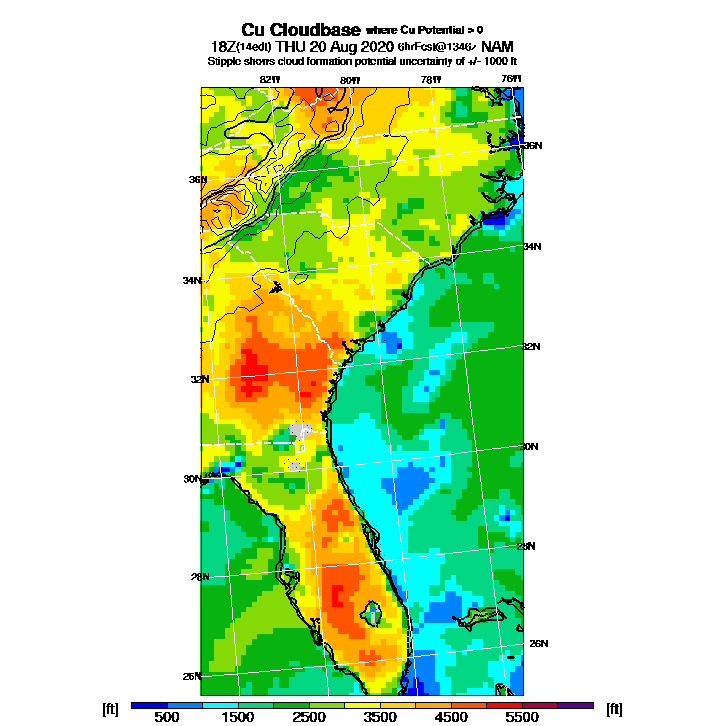 Cu Cloudbase where Cu Potential > 0
18Z(14edt) THU 20 Aug 2020 6hrFcst@1346z NAM
Stipple shows cloud formation potential uncertainty of +/- 1000 ft
82W 80W 78W 76W
36N
36N
34N
34N
32N
32N
30N
30N
28N
28N
26N
26N
[ft] 500 1500 2500 3500 4500 5500 [ft]